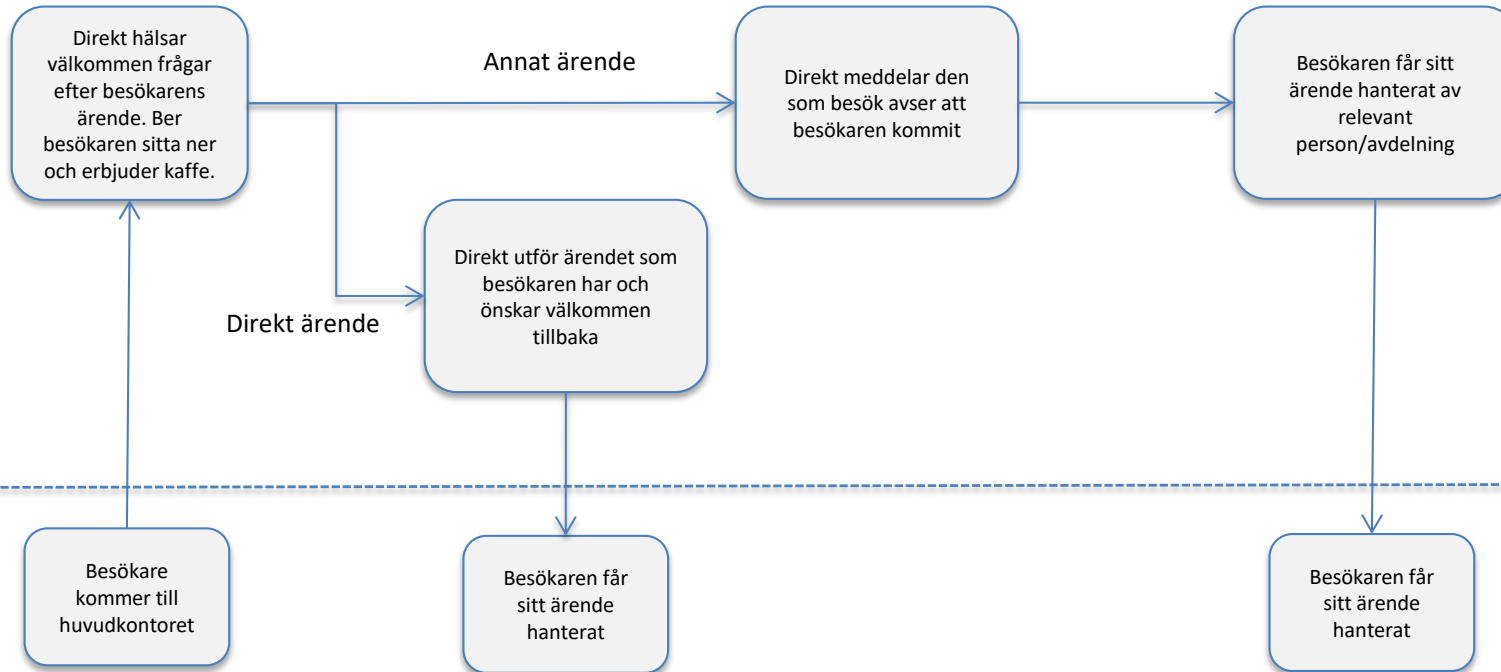 Direkt hälsar
välkommen frågar
efter besökarens
ärende. Ber
besökaren sitta ner
och erbjuder kaffe.
Annat ärende
Direkt meddelar den
som besök avser att
besökaren kommit
Besökaren får sitt
ärende hanterat av
relevant
person/avdelning
Direkt utför ärendet som
besökaren har och
önskar välkommen
tillbaka
Direkt ärende
Besökare
kommer till
huvudkontoret
Besökaren får
sitt ärende
hanterat
Besökaren får
sitt ärende
hanterat